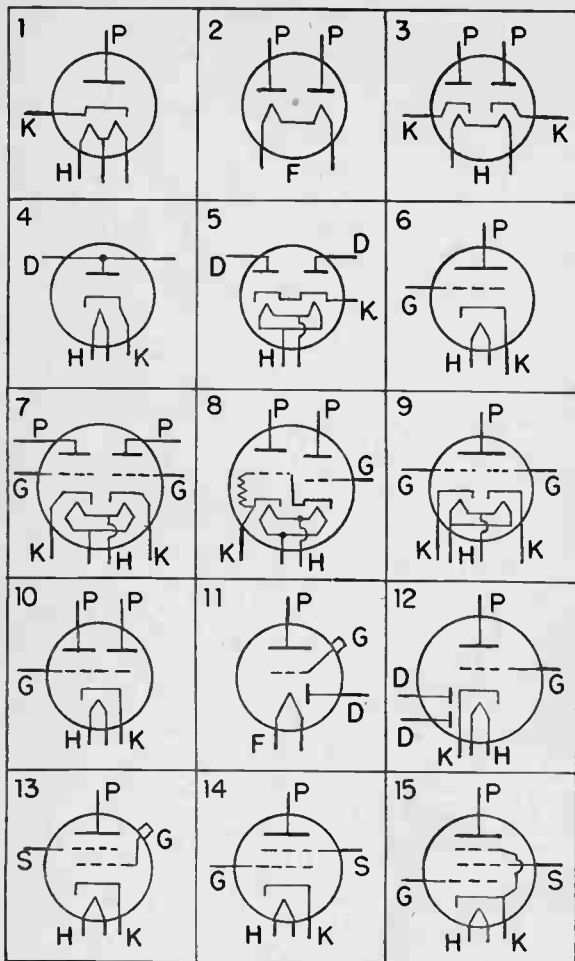 1 2 3
P P P P P
K K K
H F H
4 5 6
D D D P
K G
H K H H K
7 8 9
P P P P P
G G G G G
K H K K H K H K
10 11 12
P P P P
G G G
D D
D
H K F K H
13 14 15
P P P
G
S G S G S
H K H K H K